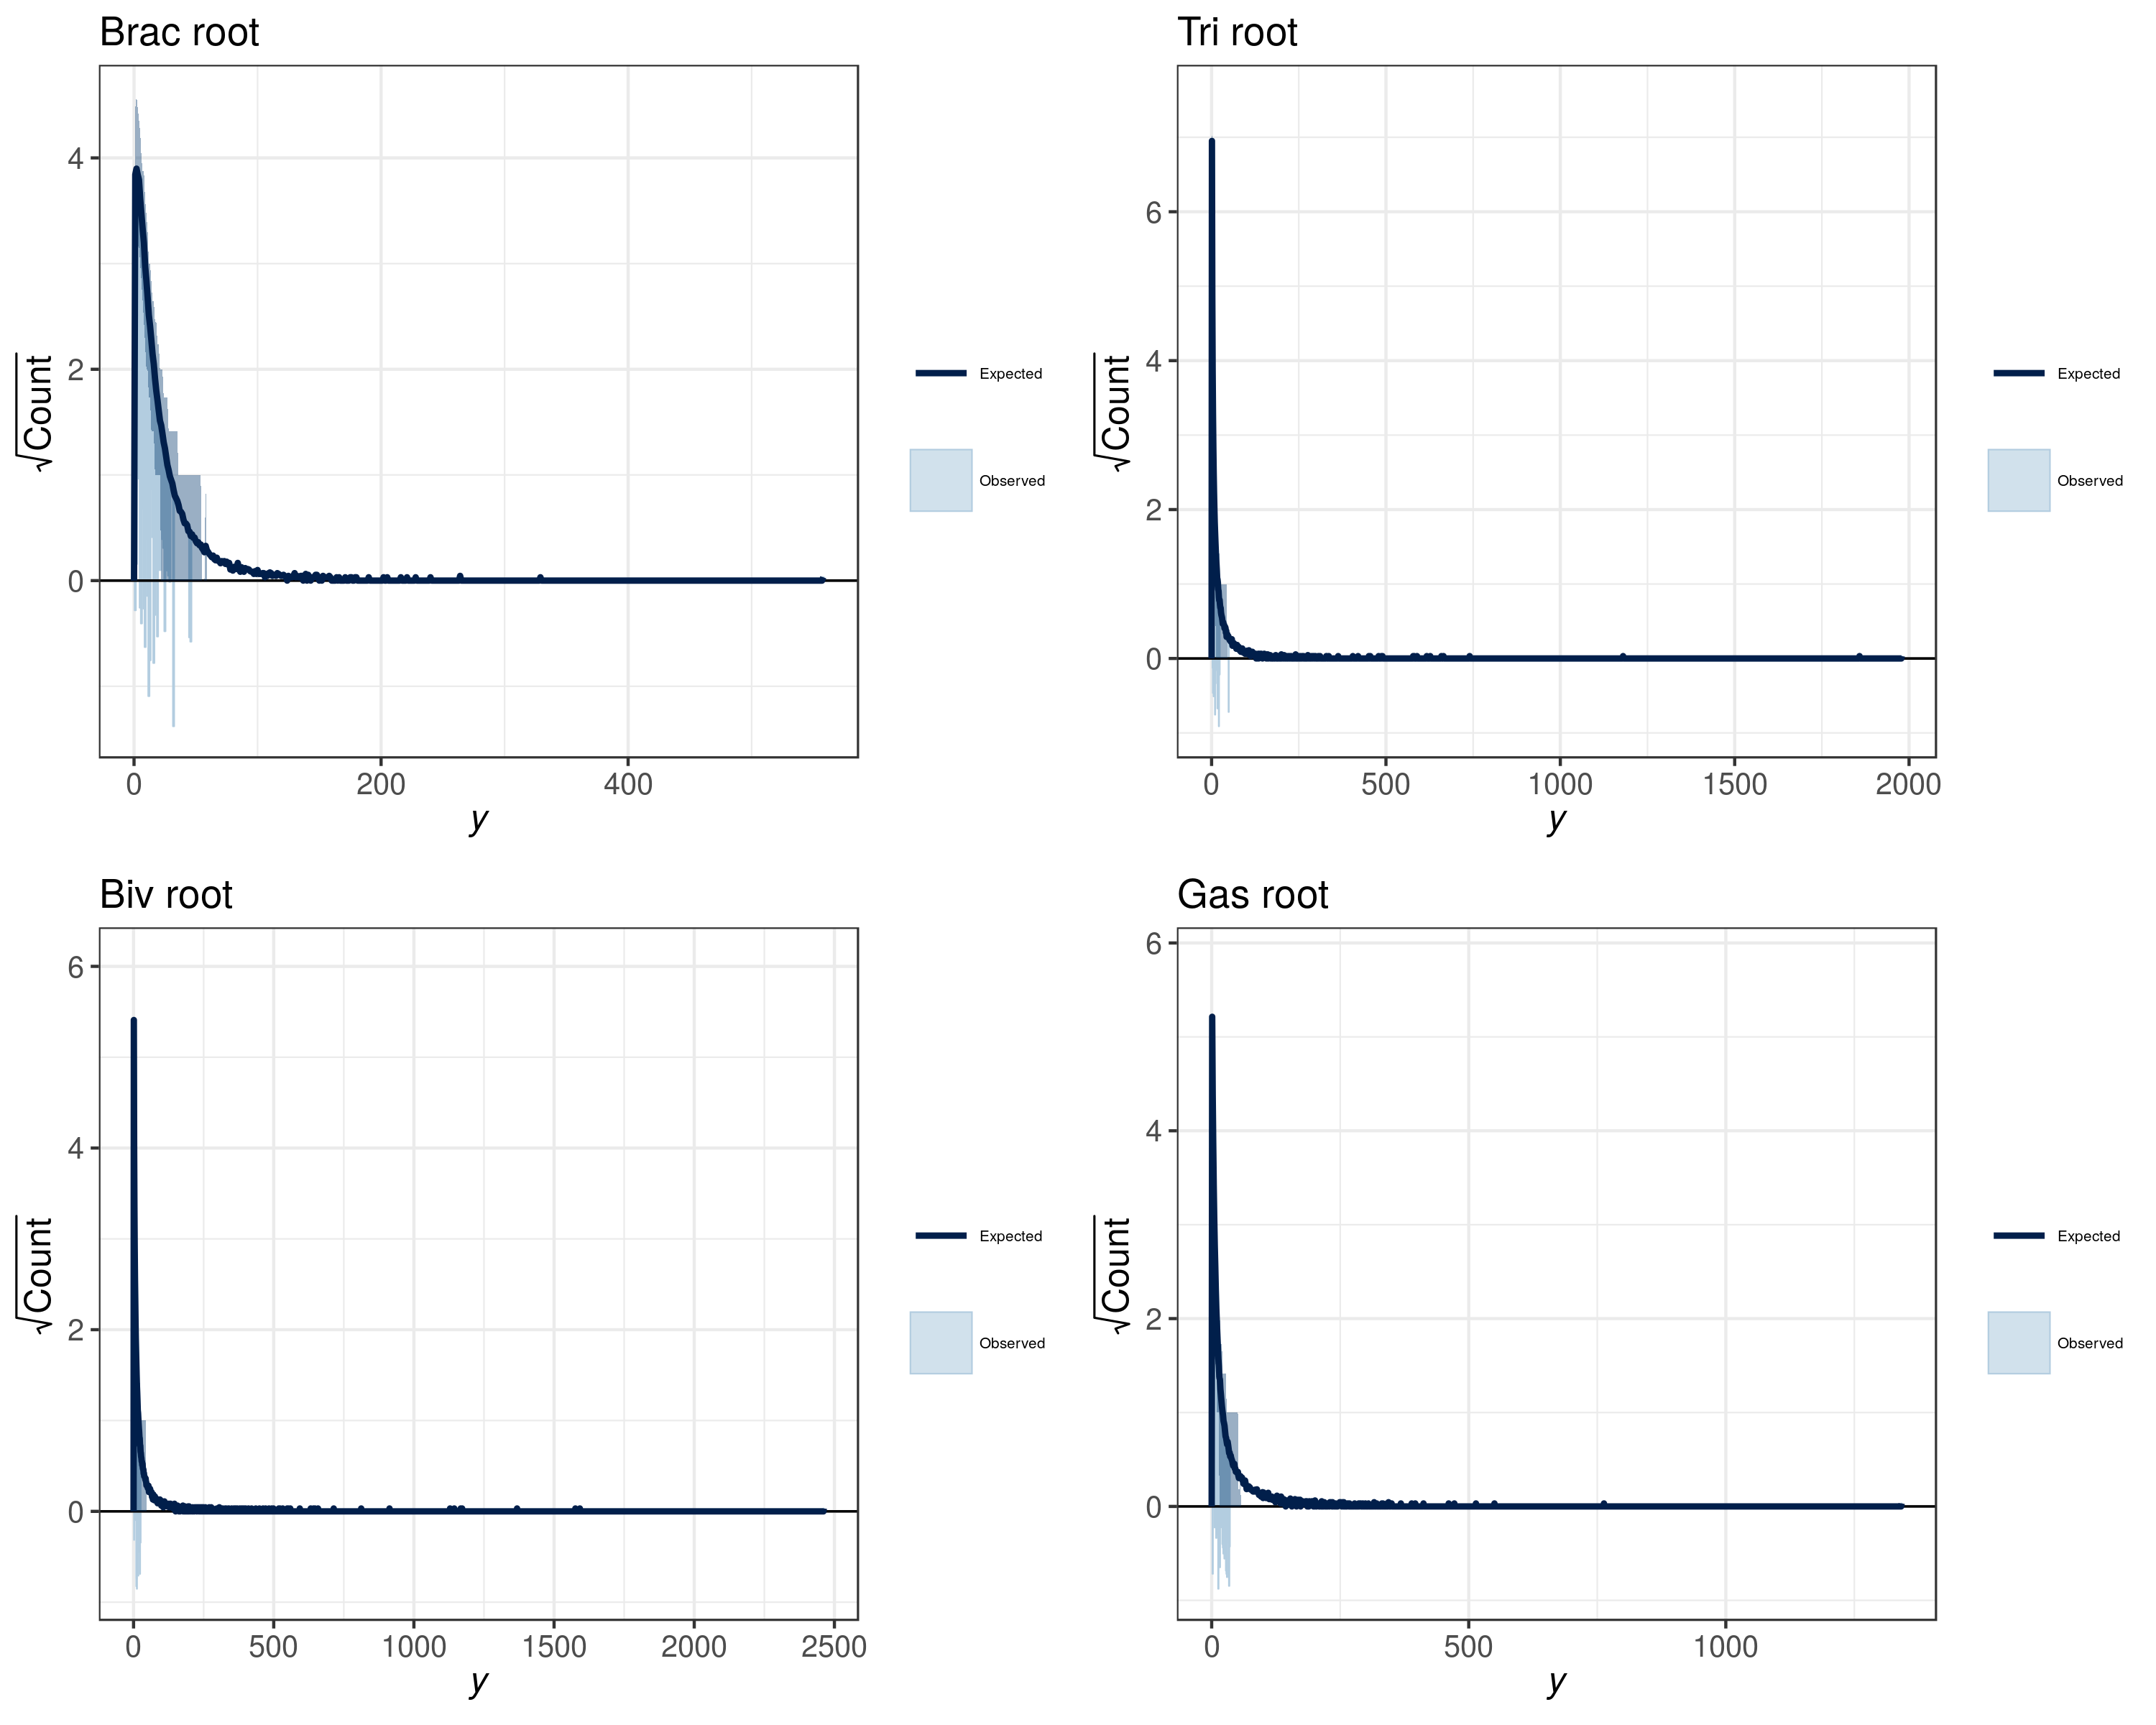 Brac root
4
2
0
√Count
0 200 400
y
Expected
Observed
Tri root
6
4
2
0
√Count
0 500 1000 1500 2000
y
Expected
Observed
Biv root
6
4
2
0
√Count
0 500 1000 1500 2000 2500
y
Expected
Observed
Gas root
6
4
2
0
√Count
0 500 1000
y
Expected
Observed